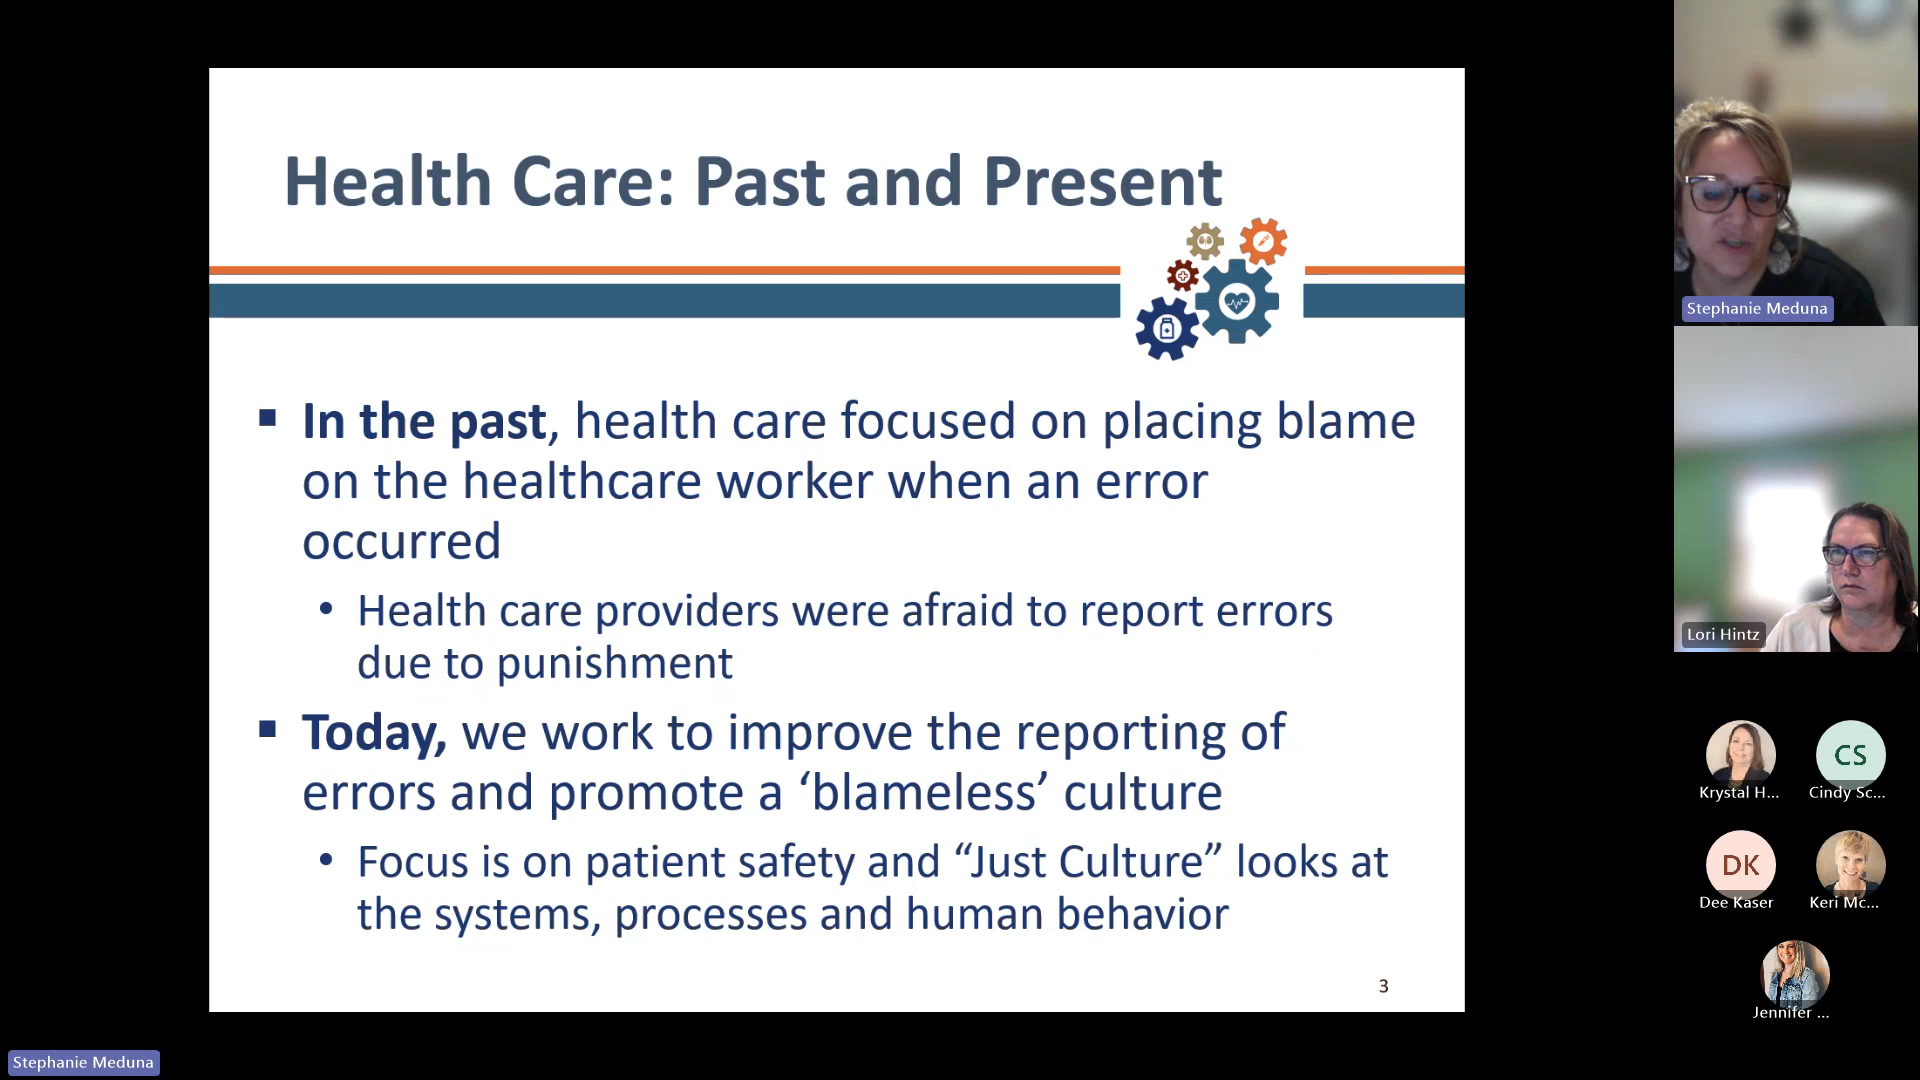 Health Care: Past and Present
In the past, health care focused on placing blame
on the healthcare worker when an error
occurred
Health care providers were afraid to report errors
due to punishment
Today, we work to improve the reporting of
errors and promote a ‘blameless’ culture
Focus is on patient safety and “Just Culture” looks at
the systems, processes and human behavior
3
Stephanie Meduna
Stephanie Meduna
Lori Hintz
Krystal H...
CS
Cindy Sc...
DK
Dee Kaser
Keri Mc...
Jennifer ...